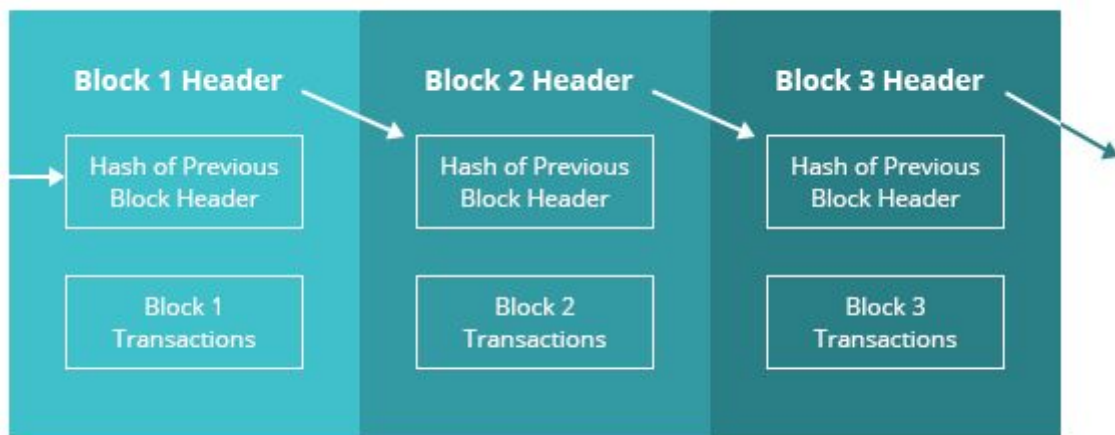 Block 1 Header
Hash of Previous
Block Header
Block 1
Transactions
Block 2 Header
Hash of Previous
Block Header
Block 2
Transactions
Block 3 Header
Hash of Previous
Block Header
Block 3
Transactions